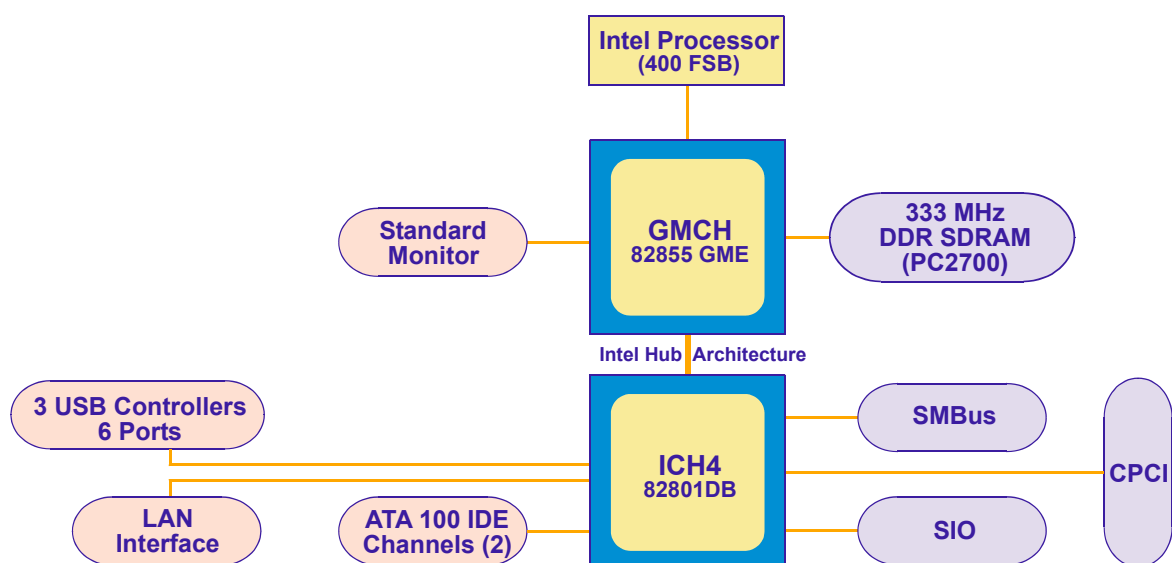 Intel Processor
(400 FSB)
Standard
Monitor
GMCH
82855 GME
333 MHz
DDR SDRAM
(PC2700)
Intel Hub Architecture
3 USB Controllers
6 Ports
ICH4
82801DB
SMBus
CPCI
LAN
Interface
ATA 100 IDE
Channels (2)
SIO